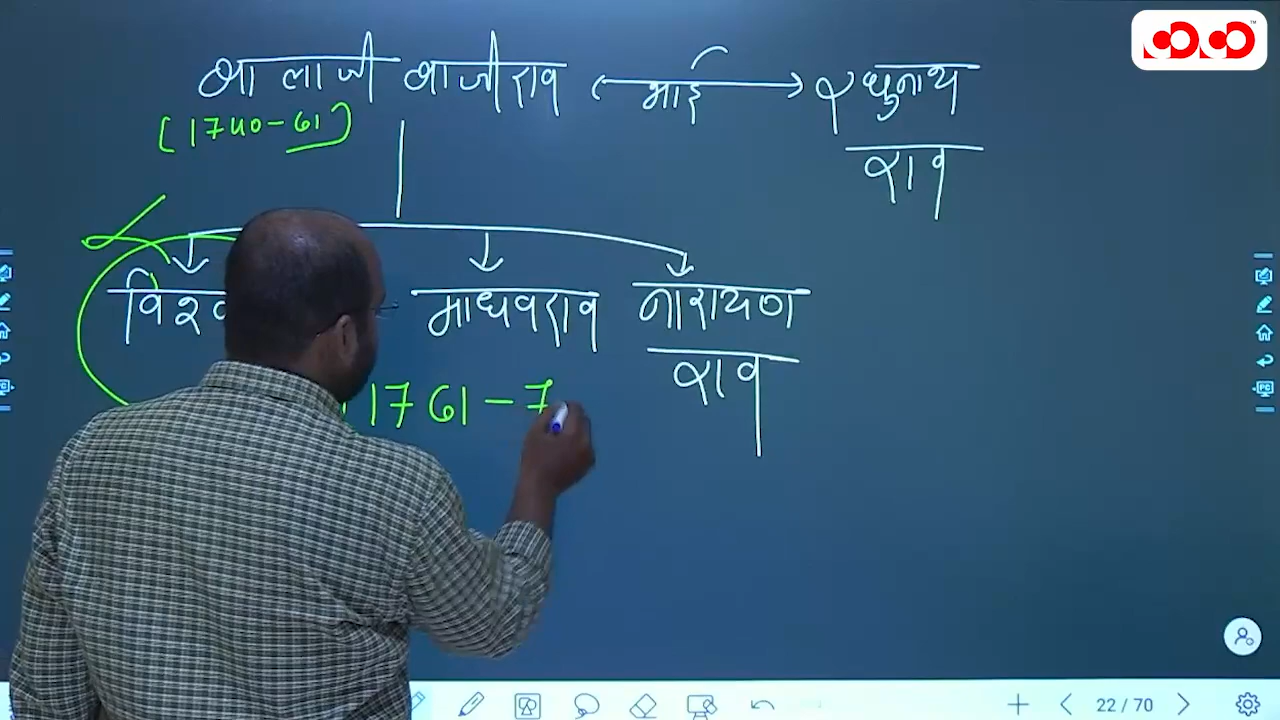 बालाजी बाजीराव भाई रघुनाथ
राव
(1740-61)
माधवराव नारायण
राव
1761-7
22 / 70